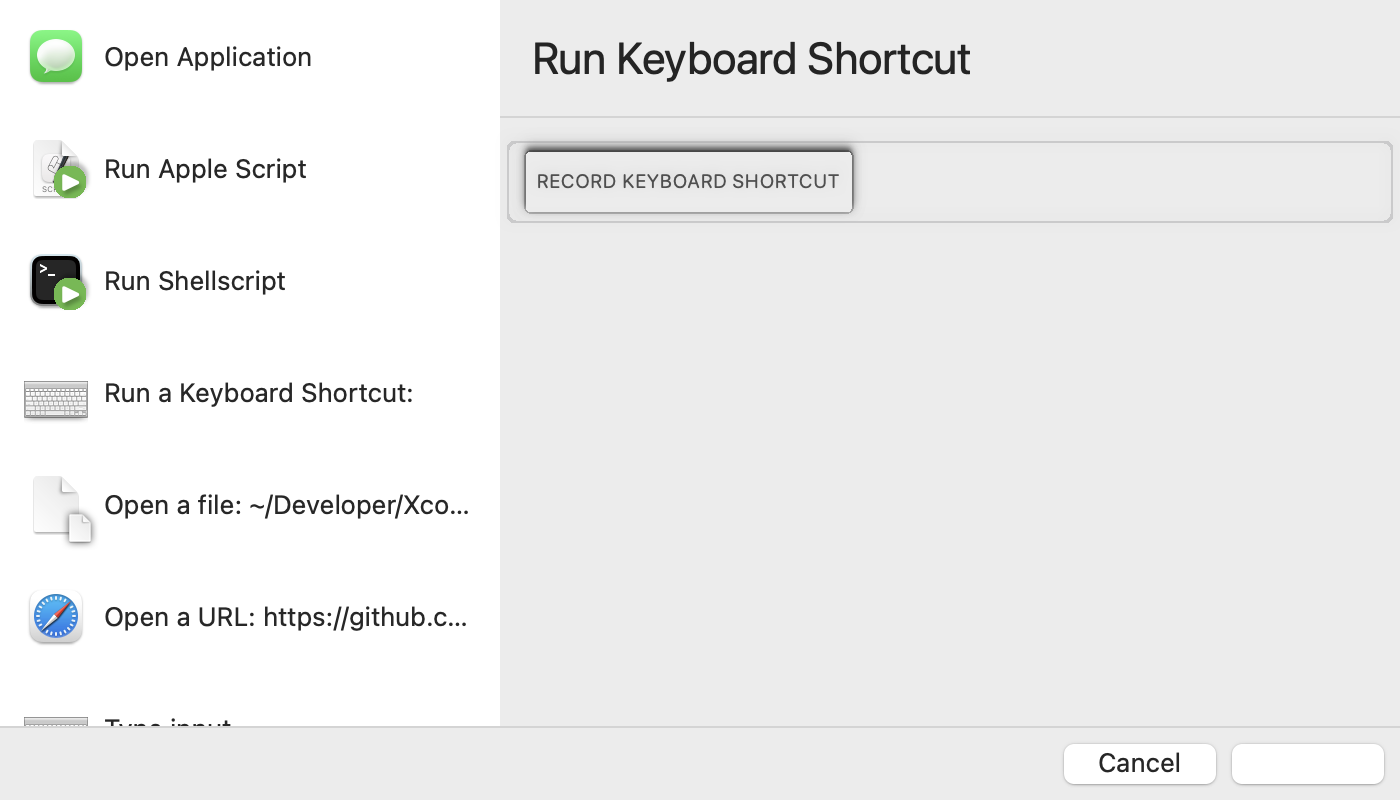 Open Application
Run Apple Script
Run Shellscript
>_
Run a Keyboard Shortcut:
Open a file: ~/Developer/Xco...
Open a URL: https://github.c...
Type input
Run Keyboard Shortcut
RECORD KEYBOARD SHORTCUT
Cancel